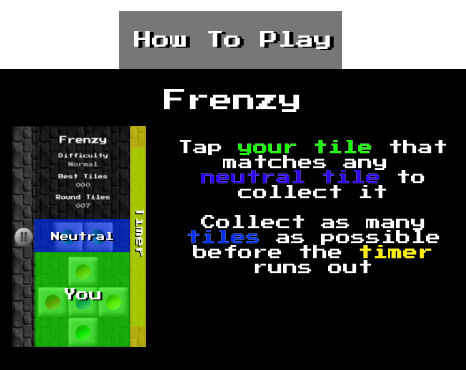 How To Play
Frenzy
Frenzy
Difficulty
Normal
Best Tiles
000
Round Tiles
007
Neutral
You
Timer
Tap your tile that
matches any
neutral tile to
collect it
Collect as many
tiles as possible
before the timer
runs out